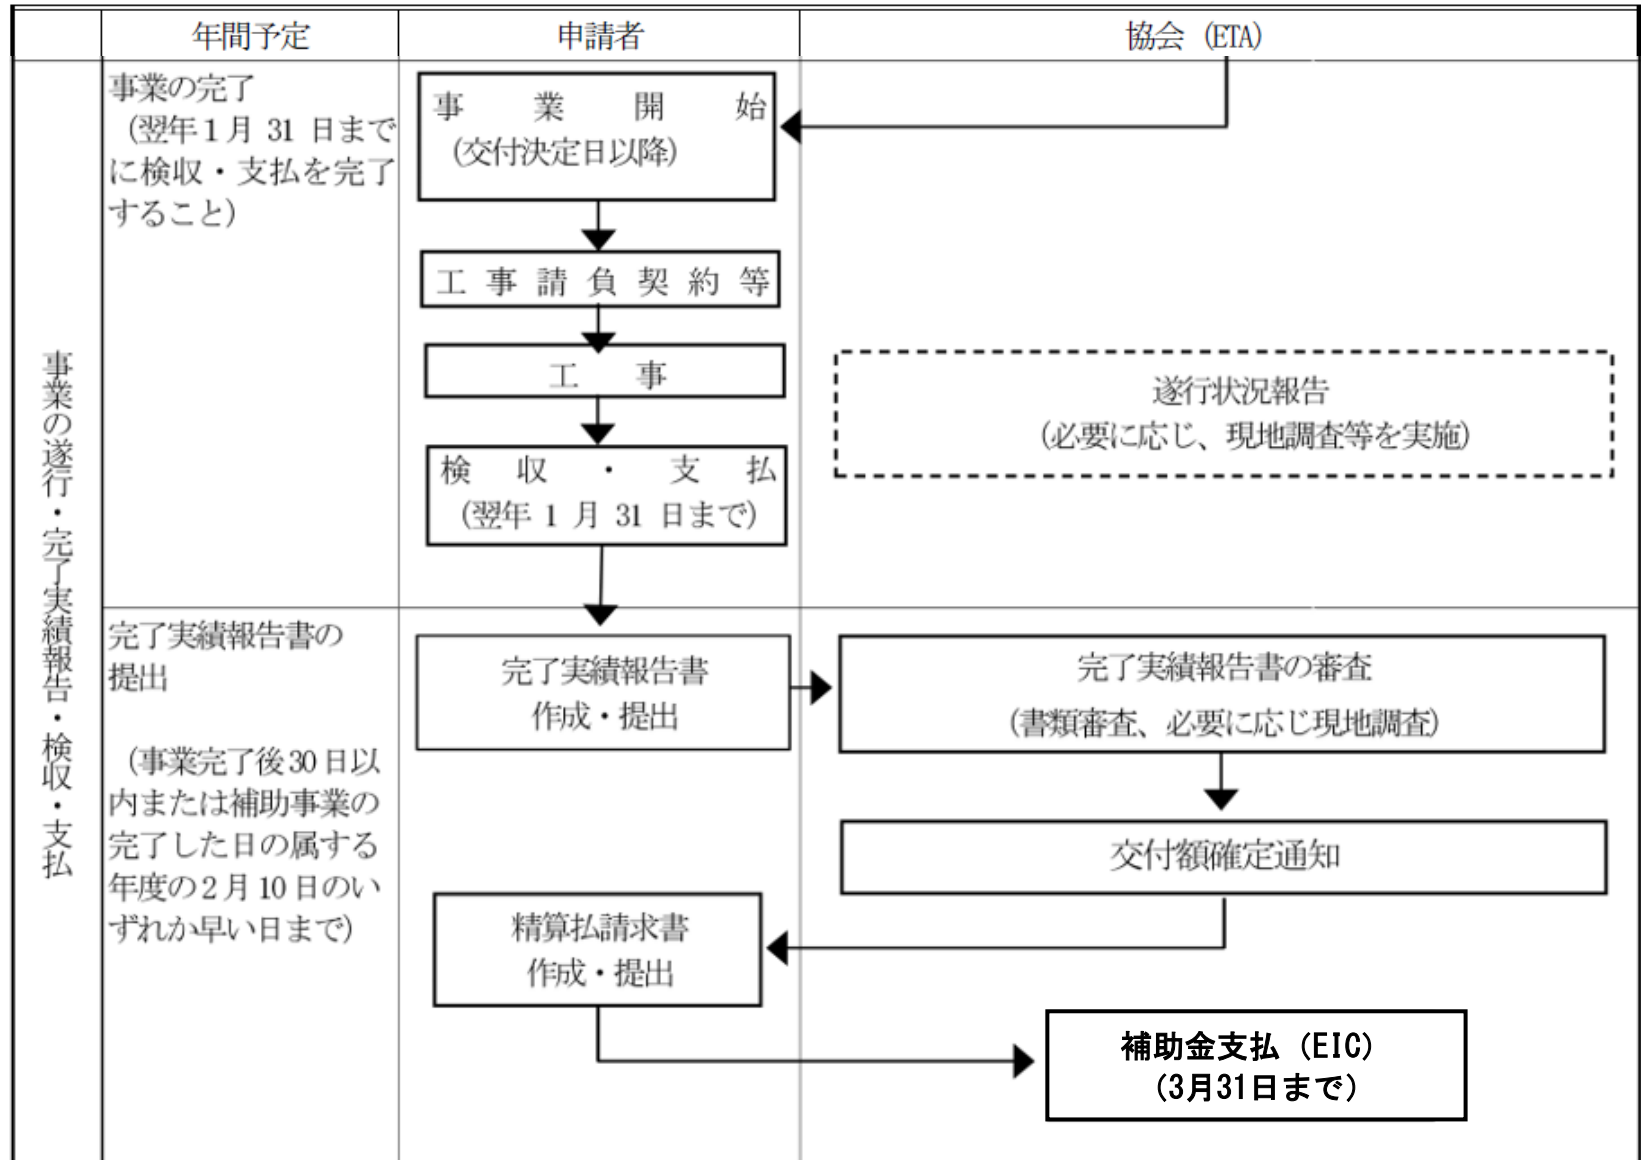 年間予定
申請者
協会 (ETA)
事業の遂行・完了実績報告・検収・支払
事業の完了
(翌年1月 31 日まで
に検収・支払を完了
すること)
事業開始
(交付決定日以降)
工事請負契約等
工事
検収・支払
(翌年 1 月 31 日まで)
遂行状況報告
(必要に応じ、現地調査等を実施)
完了実績報告書の
提出
(事業完了後30日以
内または補助事業の
完了した日の属する
年度の2月10日のい
ずれか早い日まで)
完了実績報告書
作成・提出
完了実績報告書の審査
(書類審査、必要に応じ現地調査)
交付額確定通知
精算払請求書
作成・提出
補助金支払 (EIC)
(3月31日まで)